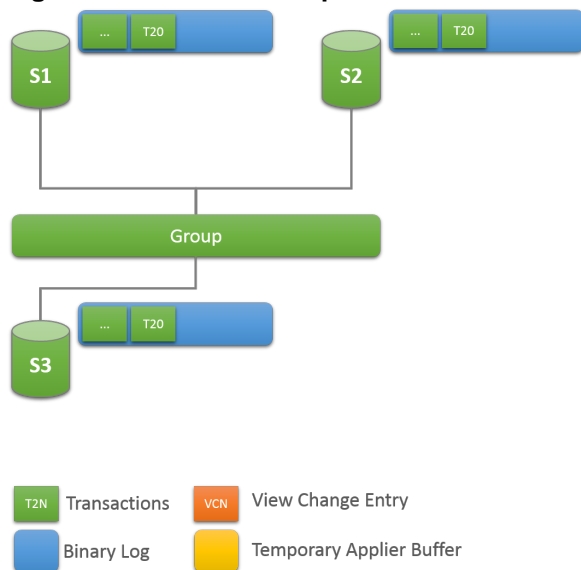 ... T20
... T20
S1
S2
Group
... T20
S3
T2N Transactions
VCN View Change Entry
Binary Log
Temporary Applier Buffer